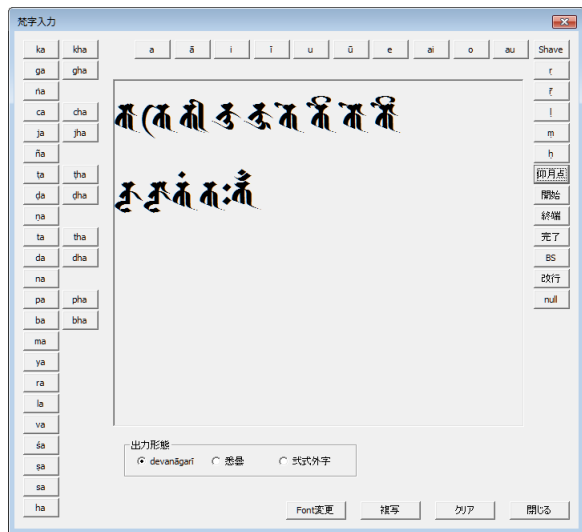 梵字入力
ka kha a ā i ī u ū e ai o au Shave
ga gha ṛ
ṅa ṝ
ca cha ḷ
ja jha ṃ
ña ḥ
ṭa ṭha 仰月点
ḍa ḍha 開始
ṇa 終端
ta tha 完了
da dha BS
na 改行
pa pha null
ba bha
ma
ya
ra
la
va
śa 出力形態
ṣa devanāgarī 悉曇 弐式外字
sa
ha Font変更 複写 クリア 閉じる